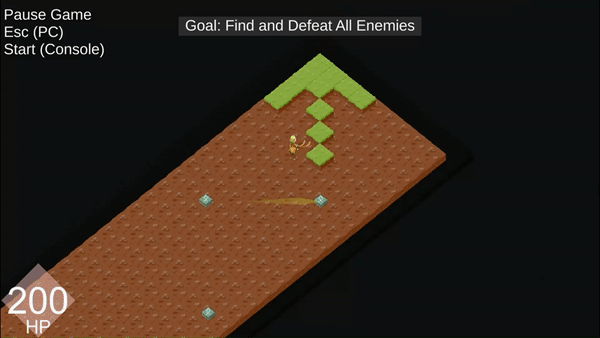 Pause Game
Esc (PC)
Start (Console)
Goal: Find and Defeat All Enemies
200
HP